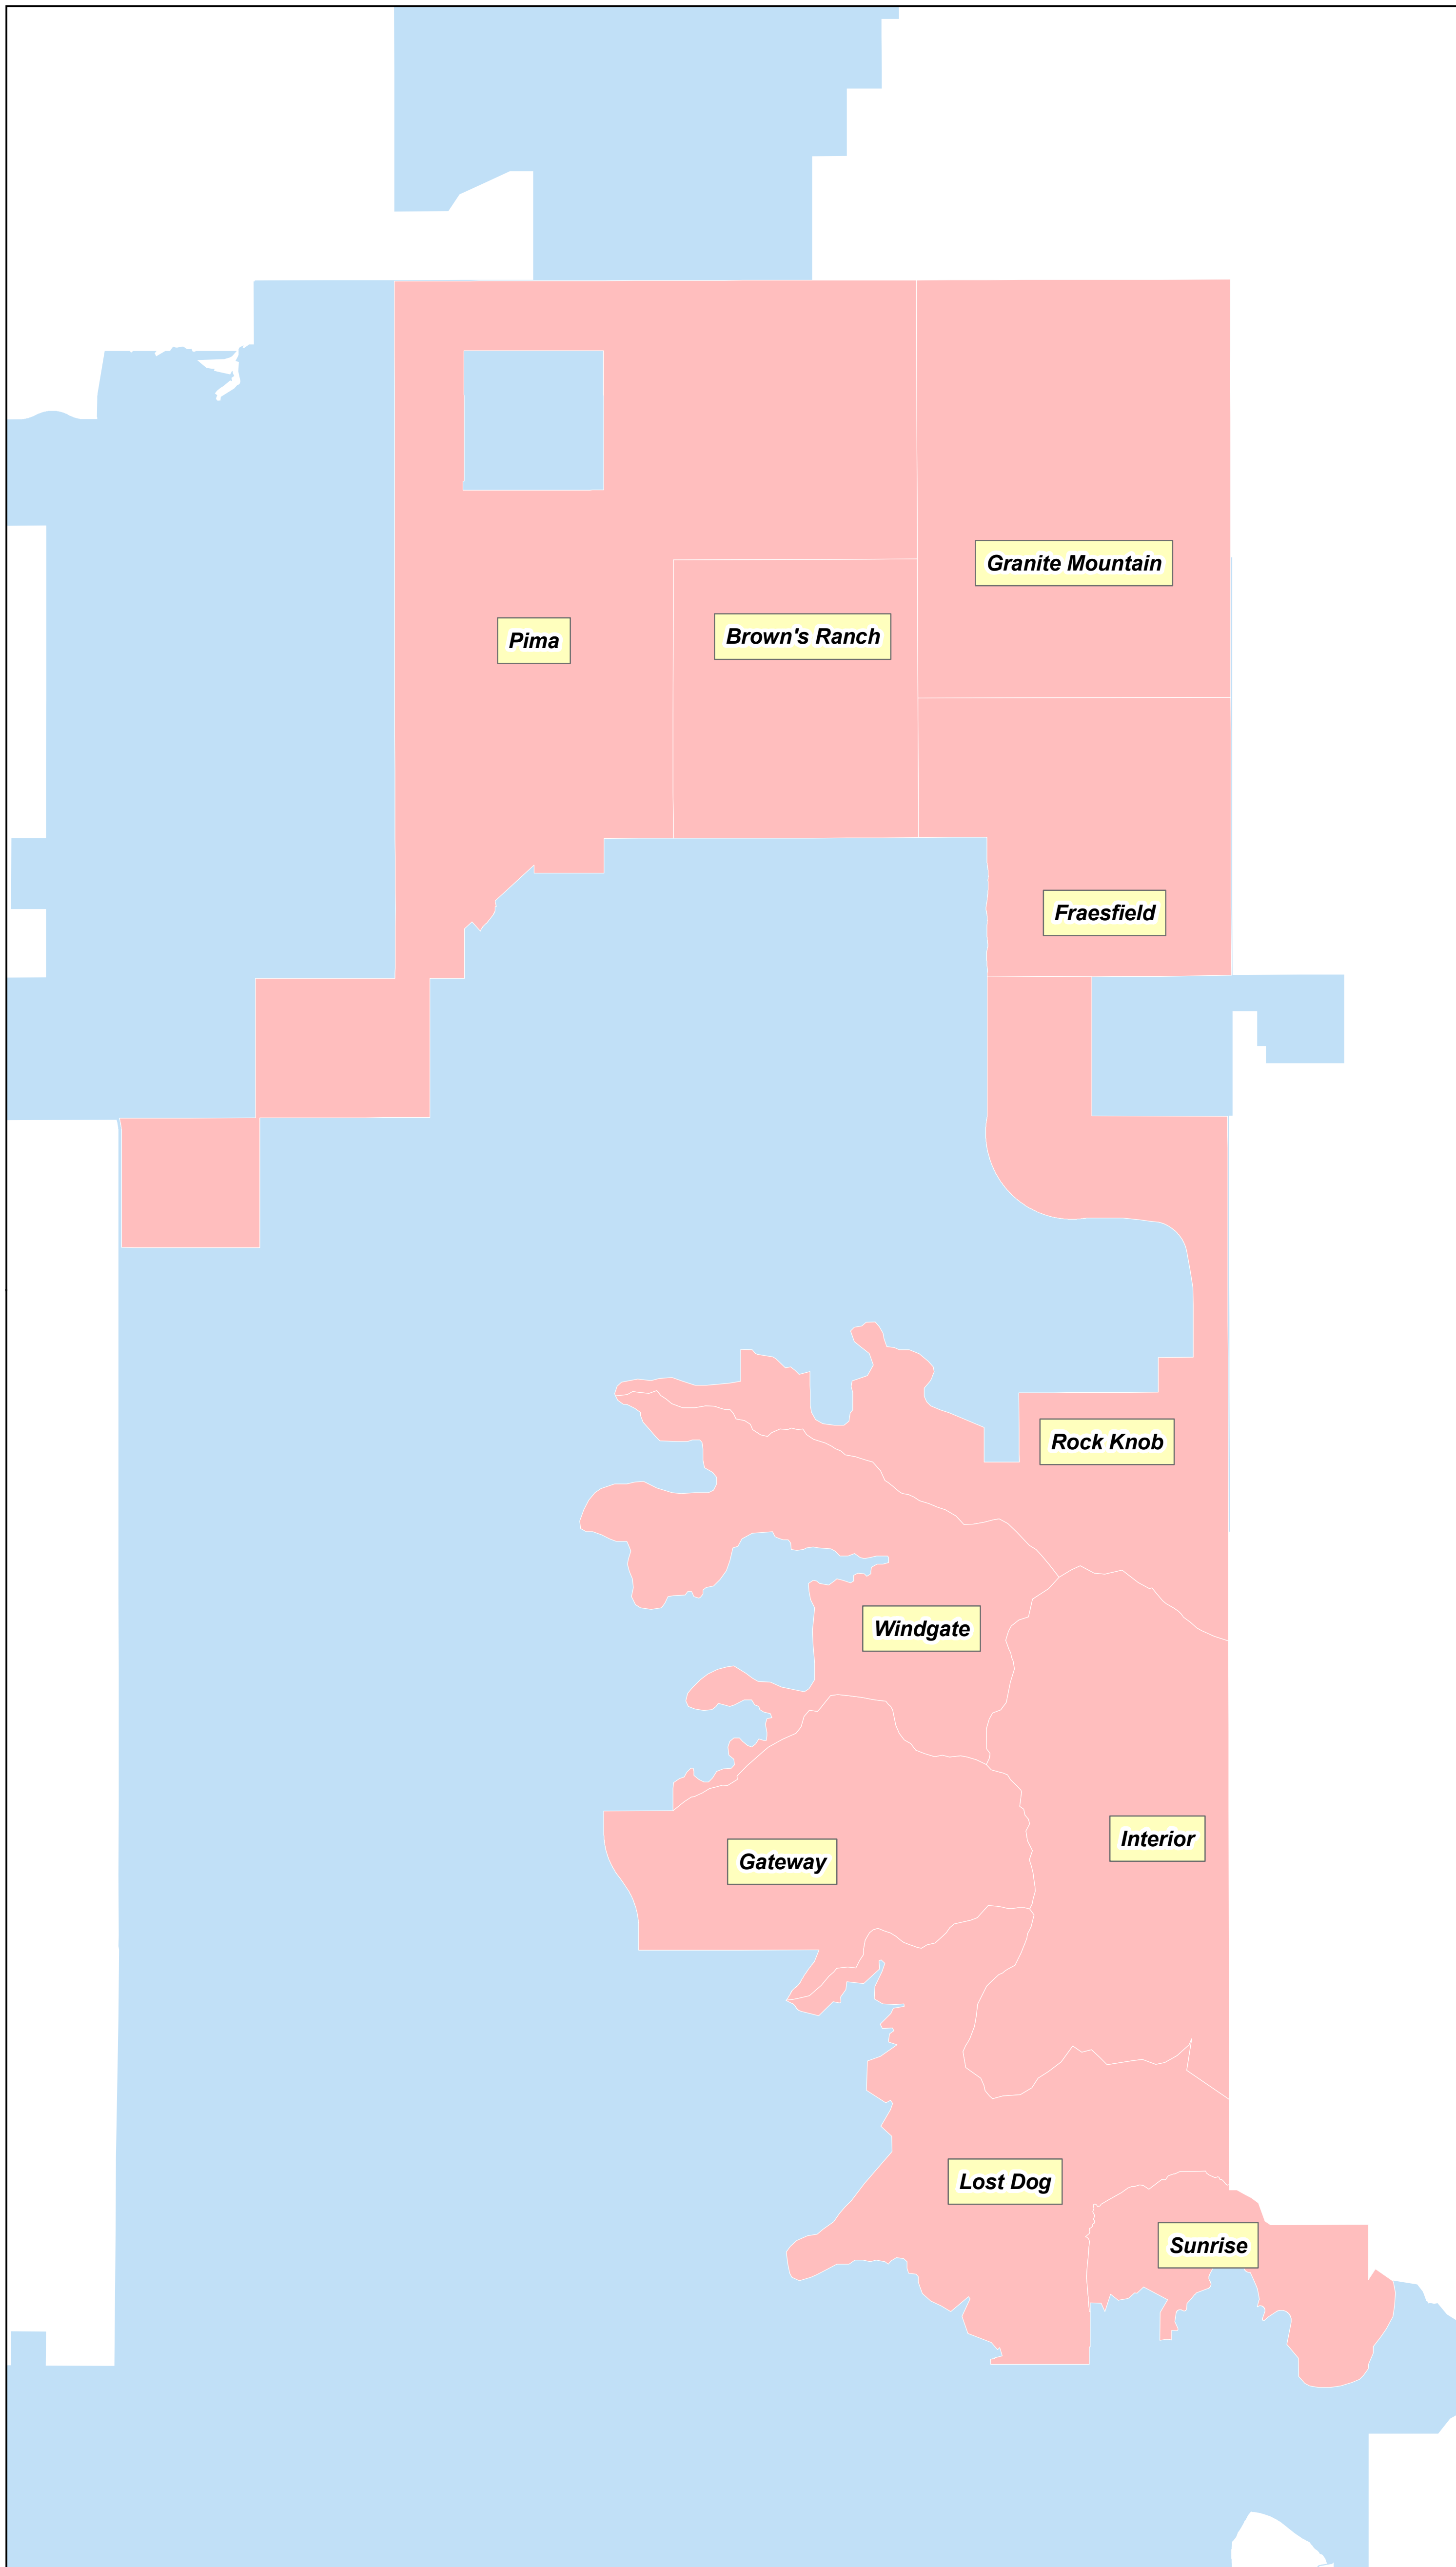 Granite Mountain
Pima
Brown's Ranch
Fraesfield
Rock Knob
Windgate
Interior
Gateway
Lost Dog
Sunrise